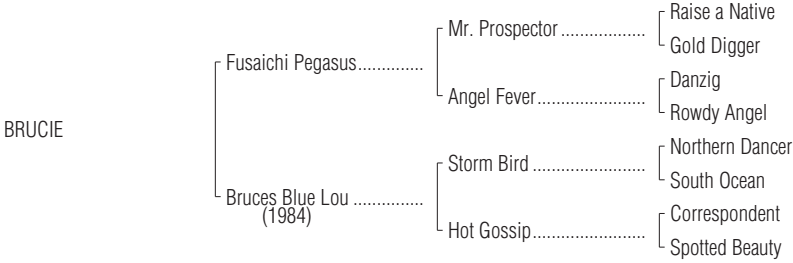 Raise a Native
Mr. Prospector ...................
Gold Digger
Fusaichi Pegasus..............
Danzig
Angel Fever........................
Rowdy Angel
BRUCIE
Northern Dancer
Storm Bird .........................
South Ocean
Bruces Blue Lou ...............
(1984)
Correspondent
Hot Gossip.........................
Spotted Beauty